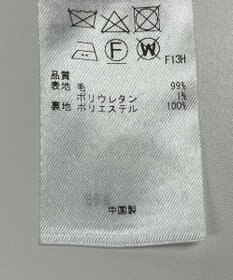 F W
F13H
品質
表地 毛 99%
ポリウレタン 1%
裏地 ポリエステル 100%
中国製